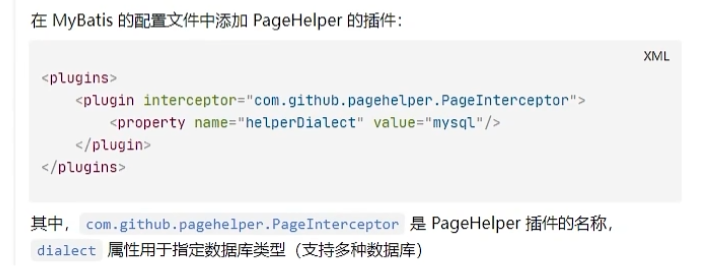 在 MyBatis 的配置文件中添加 PageHelper 的插件：
XML
<plugins>
    <plugin interceptor="com.github.pagehelper.PageInterceptor">
        <property name="helperDialect" value="mysql"/>
    </plugin>
</plugins>
其中，com.github.pagehelper.PageInterceptor 是 PageHelper 插件的名称，
dialect 属性用于指定数据库类型（支持多种数据库）